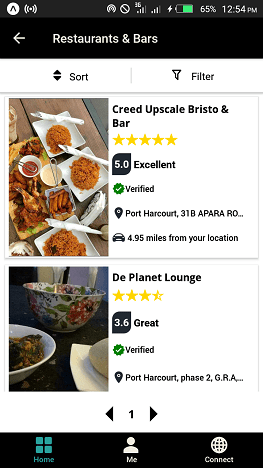 3G
65% 12:54 PM
Restaurants & Bars
Sort Filter
Creed Upscale Bristo &
Bar
5.0 Excellent
Verified
Port Harcourt, 31B APARA RO...
4.95 miles from your location
De Planet Lounge
3.6 Great
Verified
Port Harcourt, phase 2, G.R.A,...
1
Home Me Connect